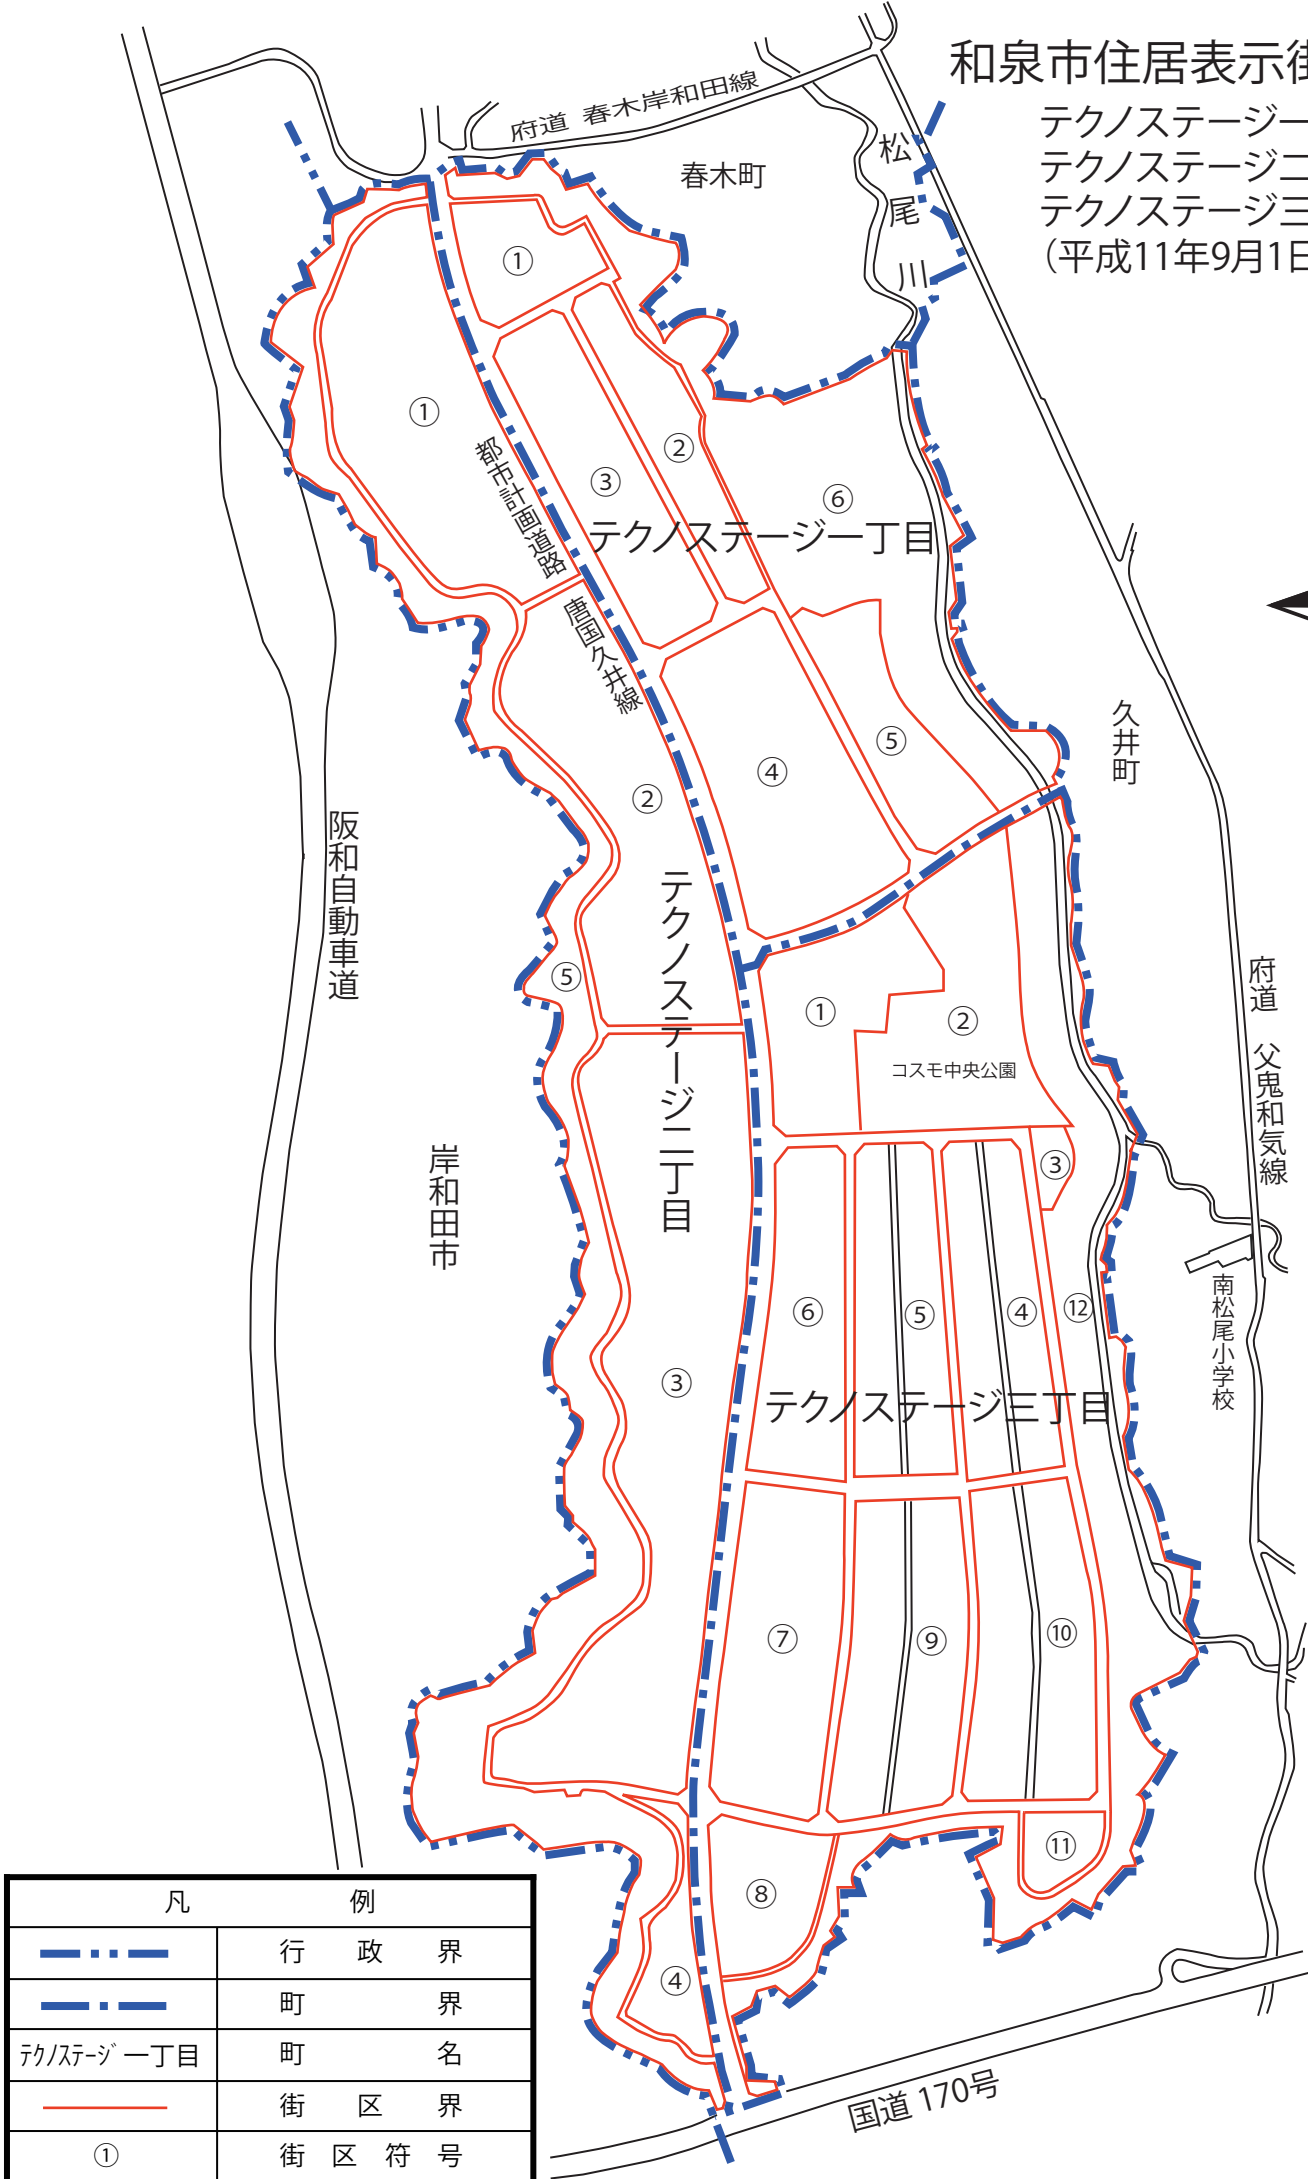 和泉市住居表示街
テクノステージ一
テクノステージ二
テクノステージ三
(平成11年9月1日
府道 春木岸和田線
春木町
松尾川
①
①
②
③
⑥
テクノステージ一丁目
都市計画道路
唐国久井線
久井町
⑤
④
②
阪和自動車道
テクノステージ二丁目
⑤
①
②
コスモ中央公園
府道 父鬼和気線
岸和田市
③
⑥
⑤
④
⑫
南松尾小学校
③
テクノステージ三丁目
⑦
⑨
⑩
⑪
⑧
④
国道 170号
凡 例
行 政 界
町 界
テクノステージ一丁目 町 名
街 区 界
① 街 区 符 号